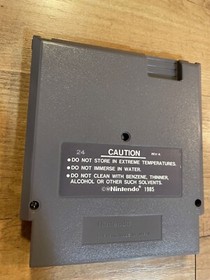 24
CAUTION
• DO NOT STORE IN EXTREME TEMPERATURES.
• DO NOT IMMERSE IN WATER.
• DO NOT CLEAN WITH BENZENE, THINNER,
ALCOHOL OR OTHER SUCH SOLVENTS.
©®Nintendo® 1985